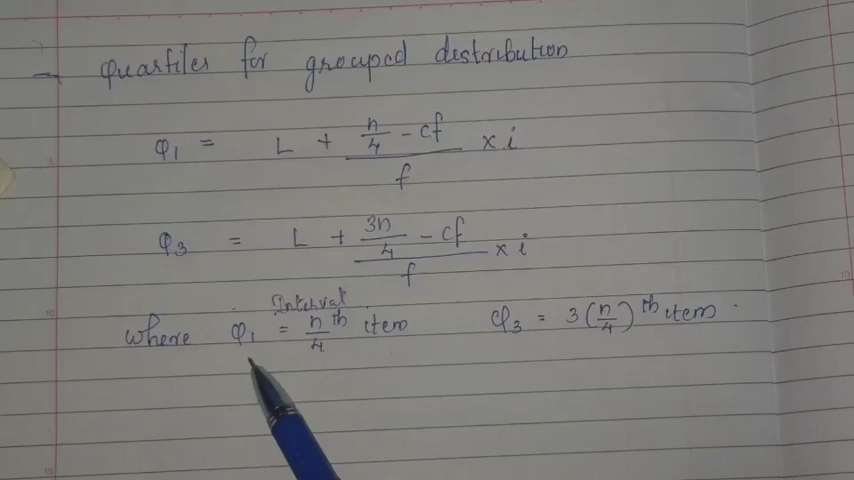 → Quartiles for grouped distribution
Q₁ = L + (n/4 - cf)/f × i
Q₃ = L + (3n/4 - cf)/f × i
Interval
where Q₁ = n/4 th item Q₃ = 3(n/4)th item.